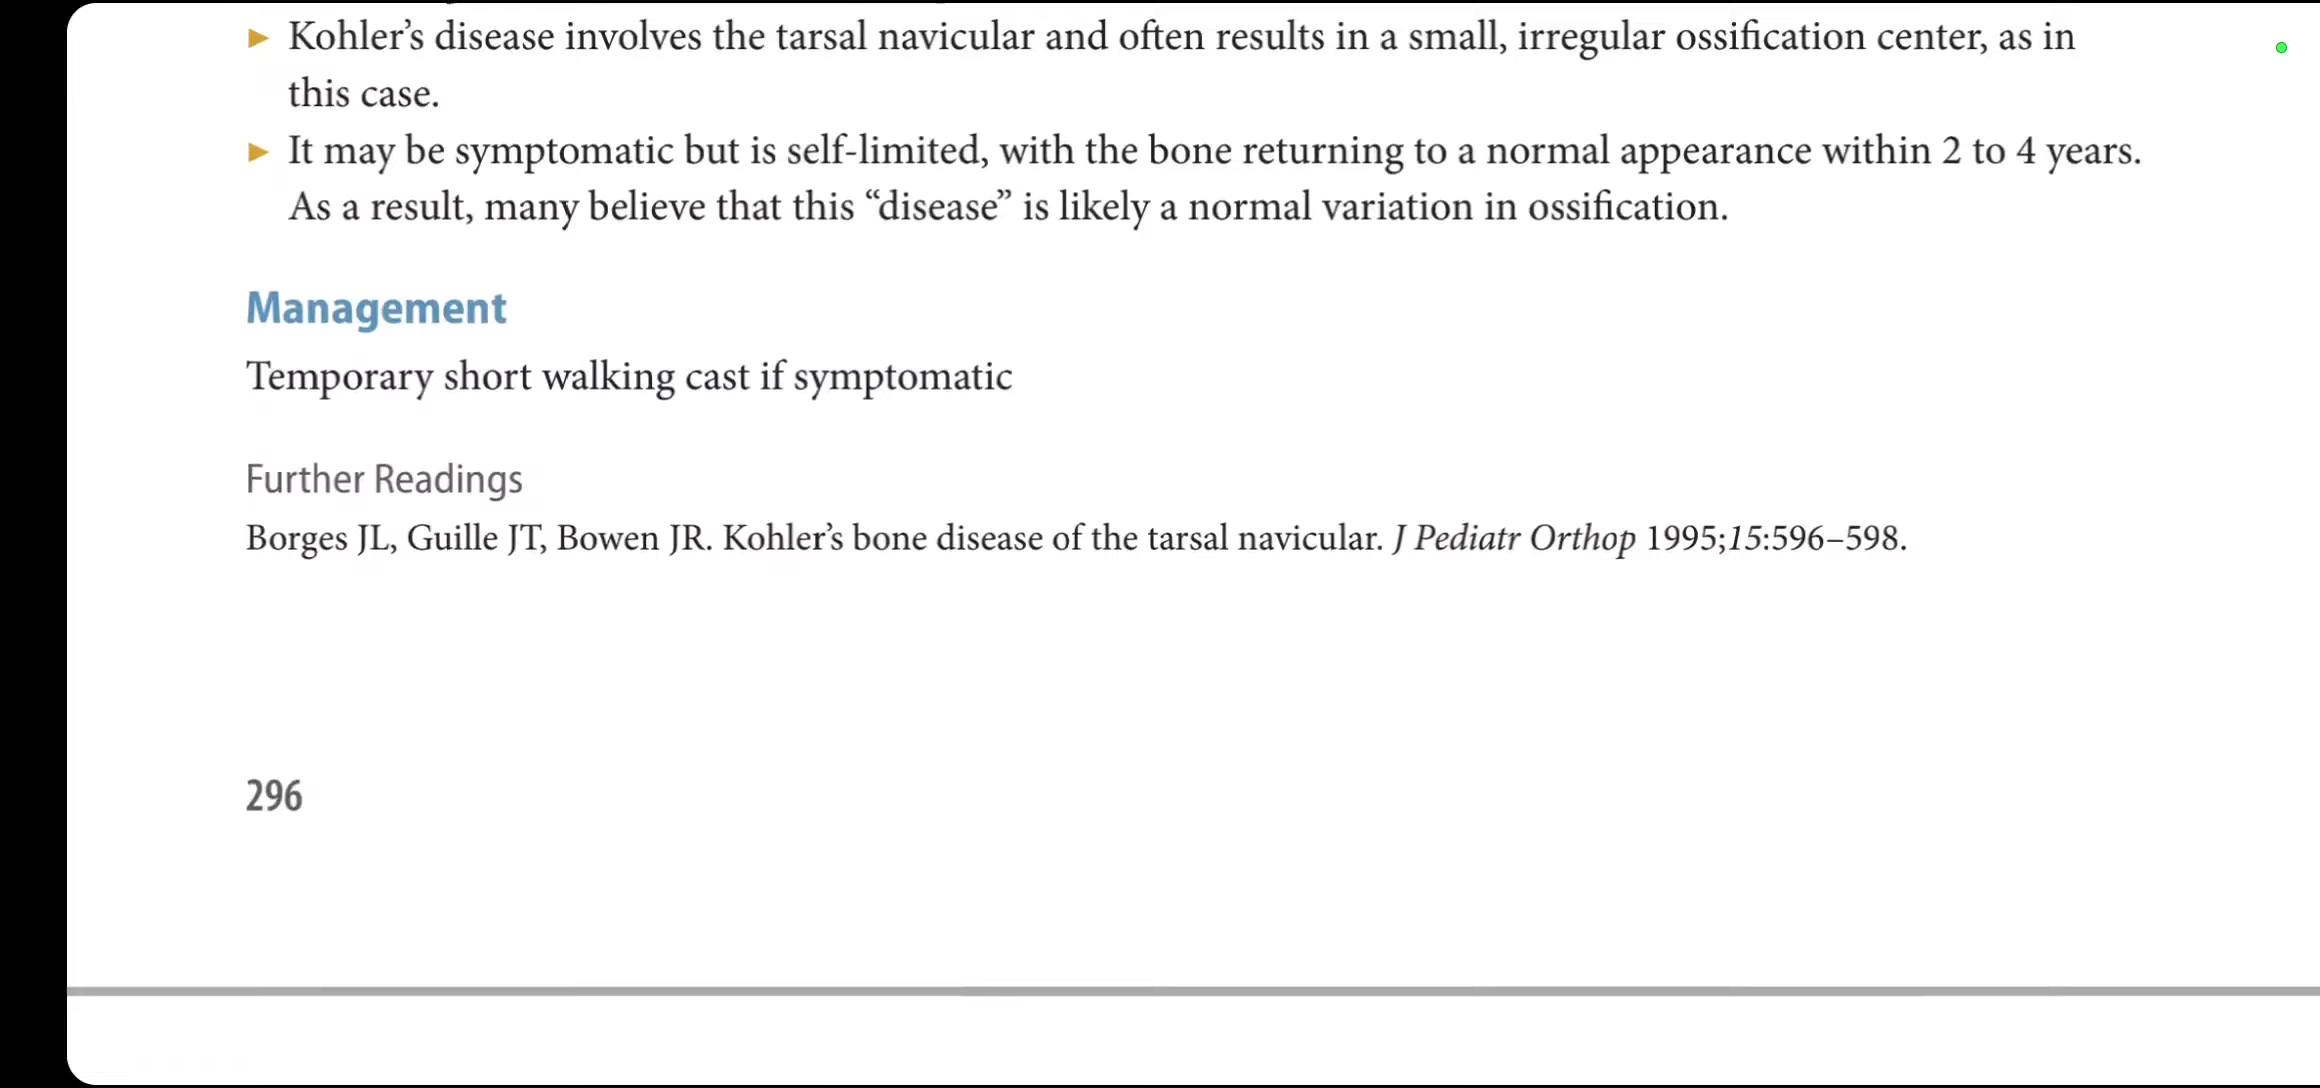 ► Kohler’s disease involves the tarsal navicular and often results in a small, irregular ossification center, as in
this case.
► It may be symptomatic but is self-limited, with the bone returning to a normal appearance within 2 to 4 years.
As a result, many believe that this “disease” is likely a normal variation in ossification.
Management
Temporary short walking cast if symptomatic
Further Readings
Borges JL, Guille JT, Bowen JR. Kohler’s bone disease of the tarsal navicular. J Pediatr Orthop 1995;15:596–598.
296